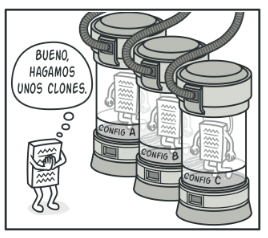 BUENO,
HAGAMOS
UNOS CLONES.
CONFIG A
CONFIG B
CONFIG C